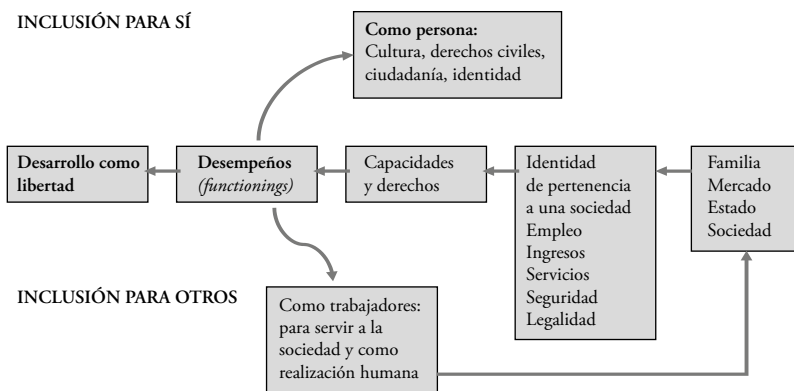 INCLUSIÓN PARA SÍ
Como persona:
Cultura, derechos civiles,
ciudadanía, identidad
Desarrollo como
libertad
Desempeños
(functionings)
Capacidades
y derechos
Identidad
de pertenencia
a una sociedad
Empleo
Ingresos
Servicios
Seguridad
Legalidad
Familia
Mercado
Estado
Sociedad
INCLUSIÓN PARA OTROS
Como trabajadores:
para servir a la
sociedad y como
realización humana